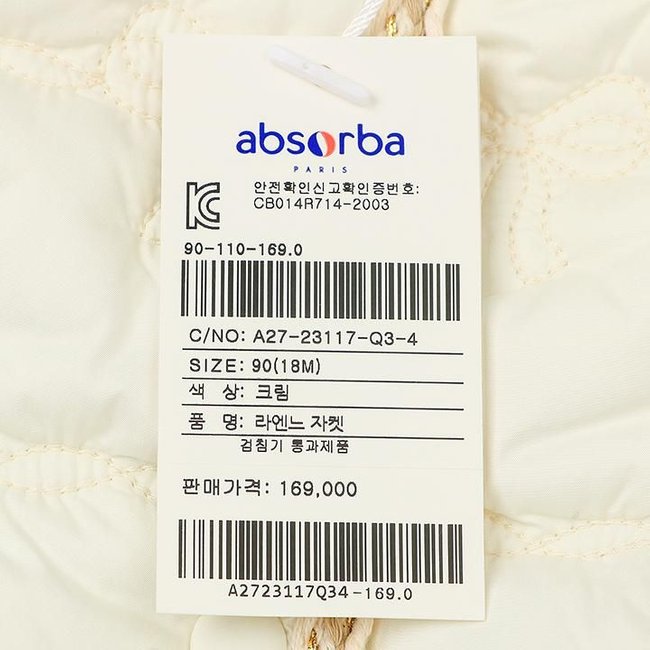 absorba
PARIS
안전확인신고확인증번호:
CB014R714-2003
90-110-169.0
C/NO: A27-23117-Q3-4
SIZE: 90(18M)
색 상: 크림
품 명: 라엔느 자켓
검침기 통과제품
판매가격: 169,000
A2723117Q34-169.0